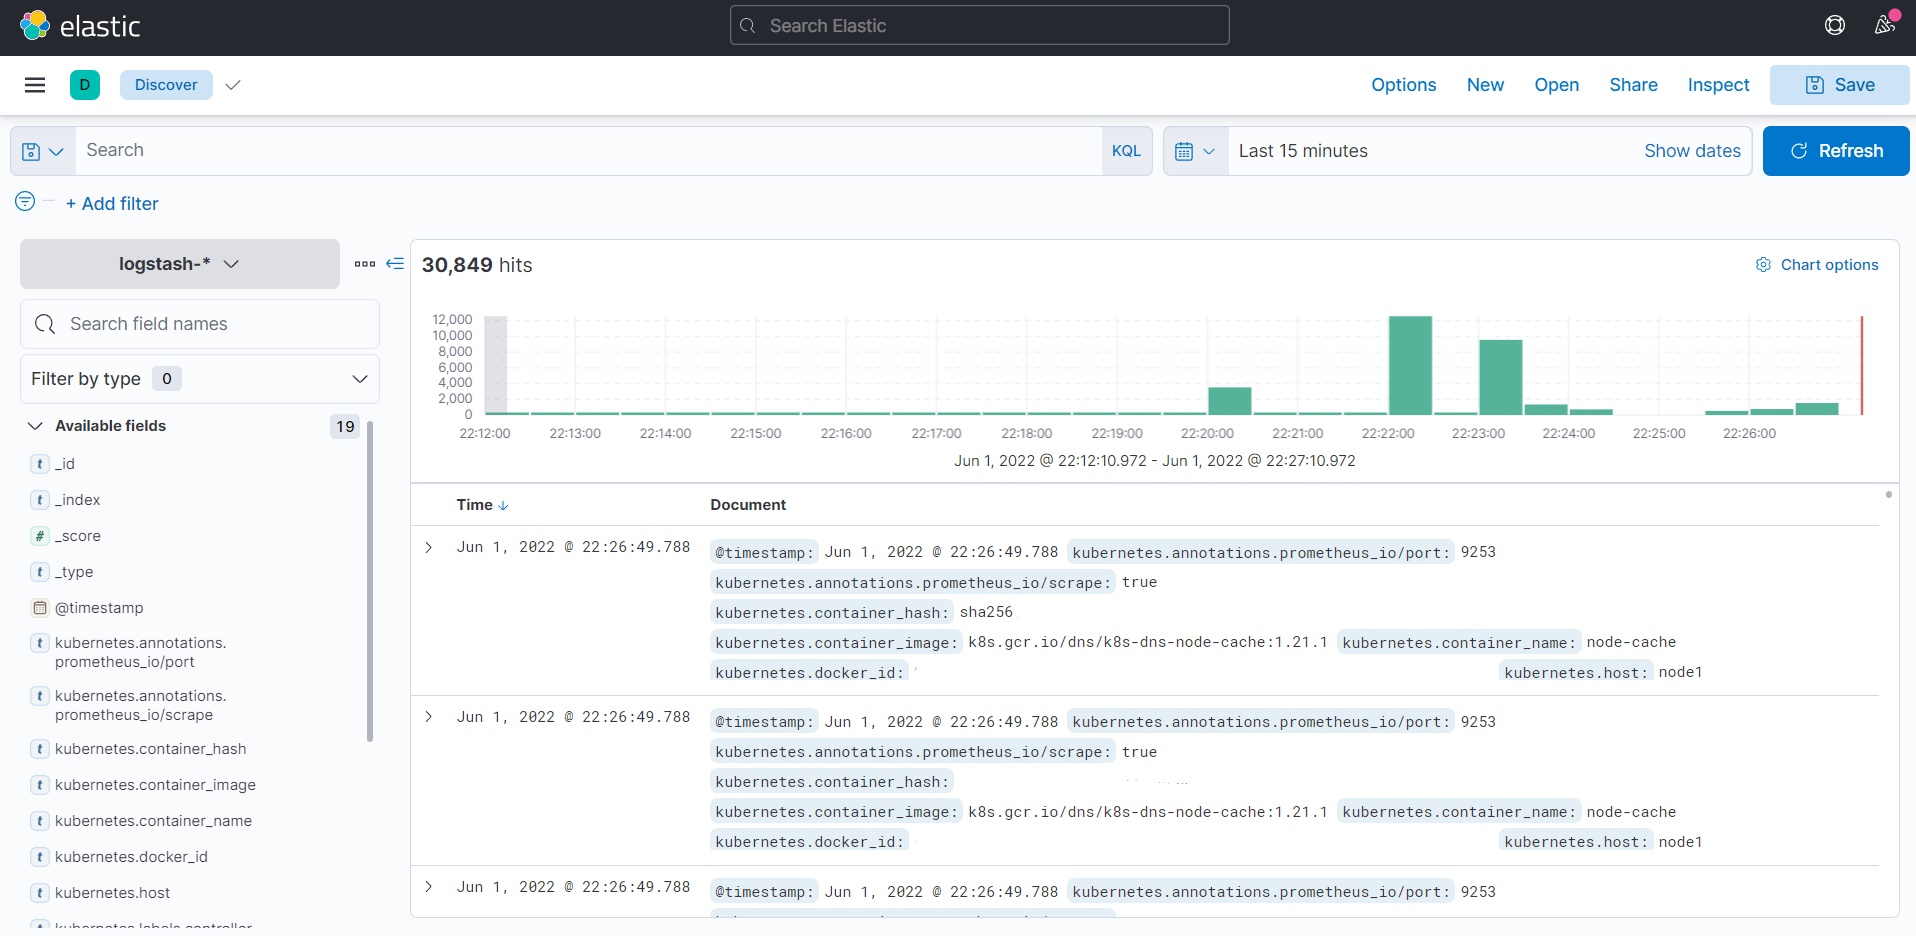 elastic
Search Elastic
D
Discover
Options
New
Open
Share
Inspect
Save
Search
KQL
Last 15 minutes
Show dates
Refresh
+ Add filter
logstash-*
Search field names
Filter by type 0
Available fields 19
t _id
t _index
# _score
t _type
@timestamp
t kubernetes.annotations.
prometheus_io/port
t kubernetes.annotations.
prometheus_io/scrape
t kubernetes.container_hash
t kubernetes.container_image
t kubernetes.container_name
t kubernetes.docker_id
t kubernetes.host
30,849 hits
Chart options
12,000
10,000
8,000
6,000
4,000
2,000
0
22:12:00 22:13:00 22:14:00 22:15:00 22:16:00 22:17:00 22:18:00 22:19:00 22:20:00 22:21:00 22:22:00 22:23:00 22:24:00 22:25:00 22:26:00
Jun 1, 2022 @ 22:12:10.972 - Jun 1, 2022 @ 22:27:10.972
Time Document
Jun 1, 2022 @ 22:26:49.788
@timestamp: Jun 1, 2022 @ 22:26:49.788 kubernetes.annotations.prometheus_io/port: 9253
kubernetes.annotations.prometheus_io/scrape: true
kubernetes.container_hash: sha256
kubernetes.container_image: k8s.gcr.io/dns/k8s-dns-node-cache:1.21.1 kubernetes.container_name: node-cache
kubernetes.docker_id: kubernetes.host: node1
Jun 1, 2022 @ 22:26:49.788
@timestamp: Jun 1, 2022 @ 22:26:49.788 kubernetes.annotations.prometheus_io/port: 9253
kubernetes.annotations.prometheus_io/scrape: true
kubernetes.container_hash:
kubernetes.container_image: k8s.gcr.io/dns/k8s-dns-node-cache:1.21.1 kubernetes.container_name: node-cache
kubernetes.docker_id: kubernetes.host: node1
Jun 1, 2022 @ 22:26:49.788
@timestamp: Jun 1, 2022 @ 22:26:49.788 kubernetes.annotations.prometheus_io/port: 9253